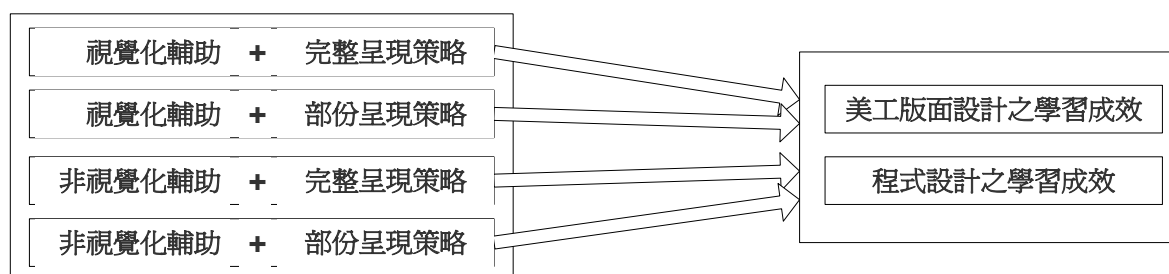 視覺化輔助 + 完整呈現策略
視覺化輔助 + 部份呈現策略
非視覺化輔助 + 完整呈現策略
非視覺化輔助 + 部份呈現策略
美工版面設計之學習成效
程式設計之學習成效